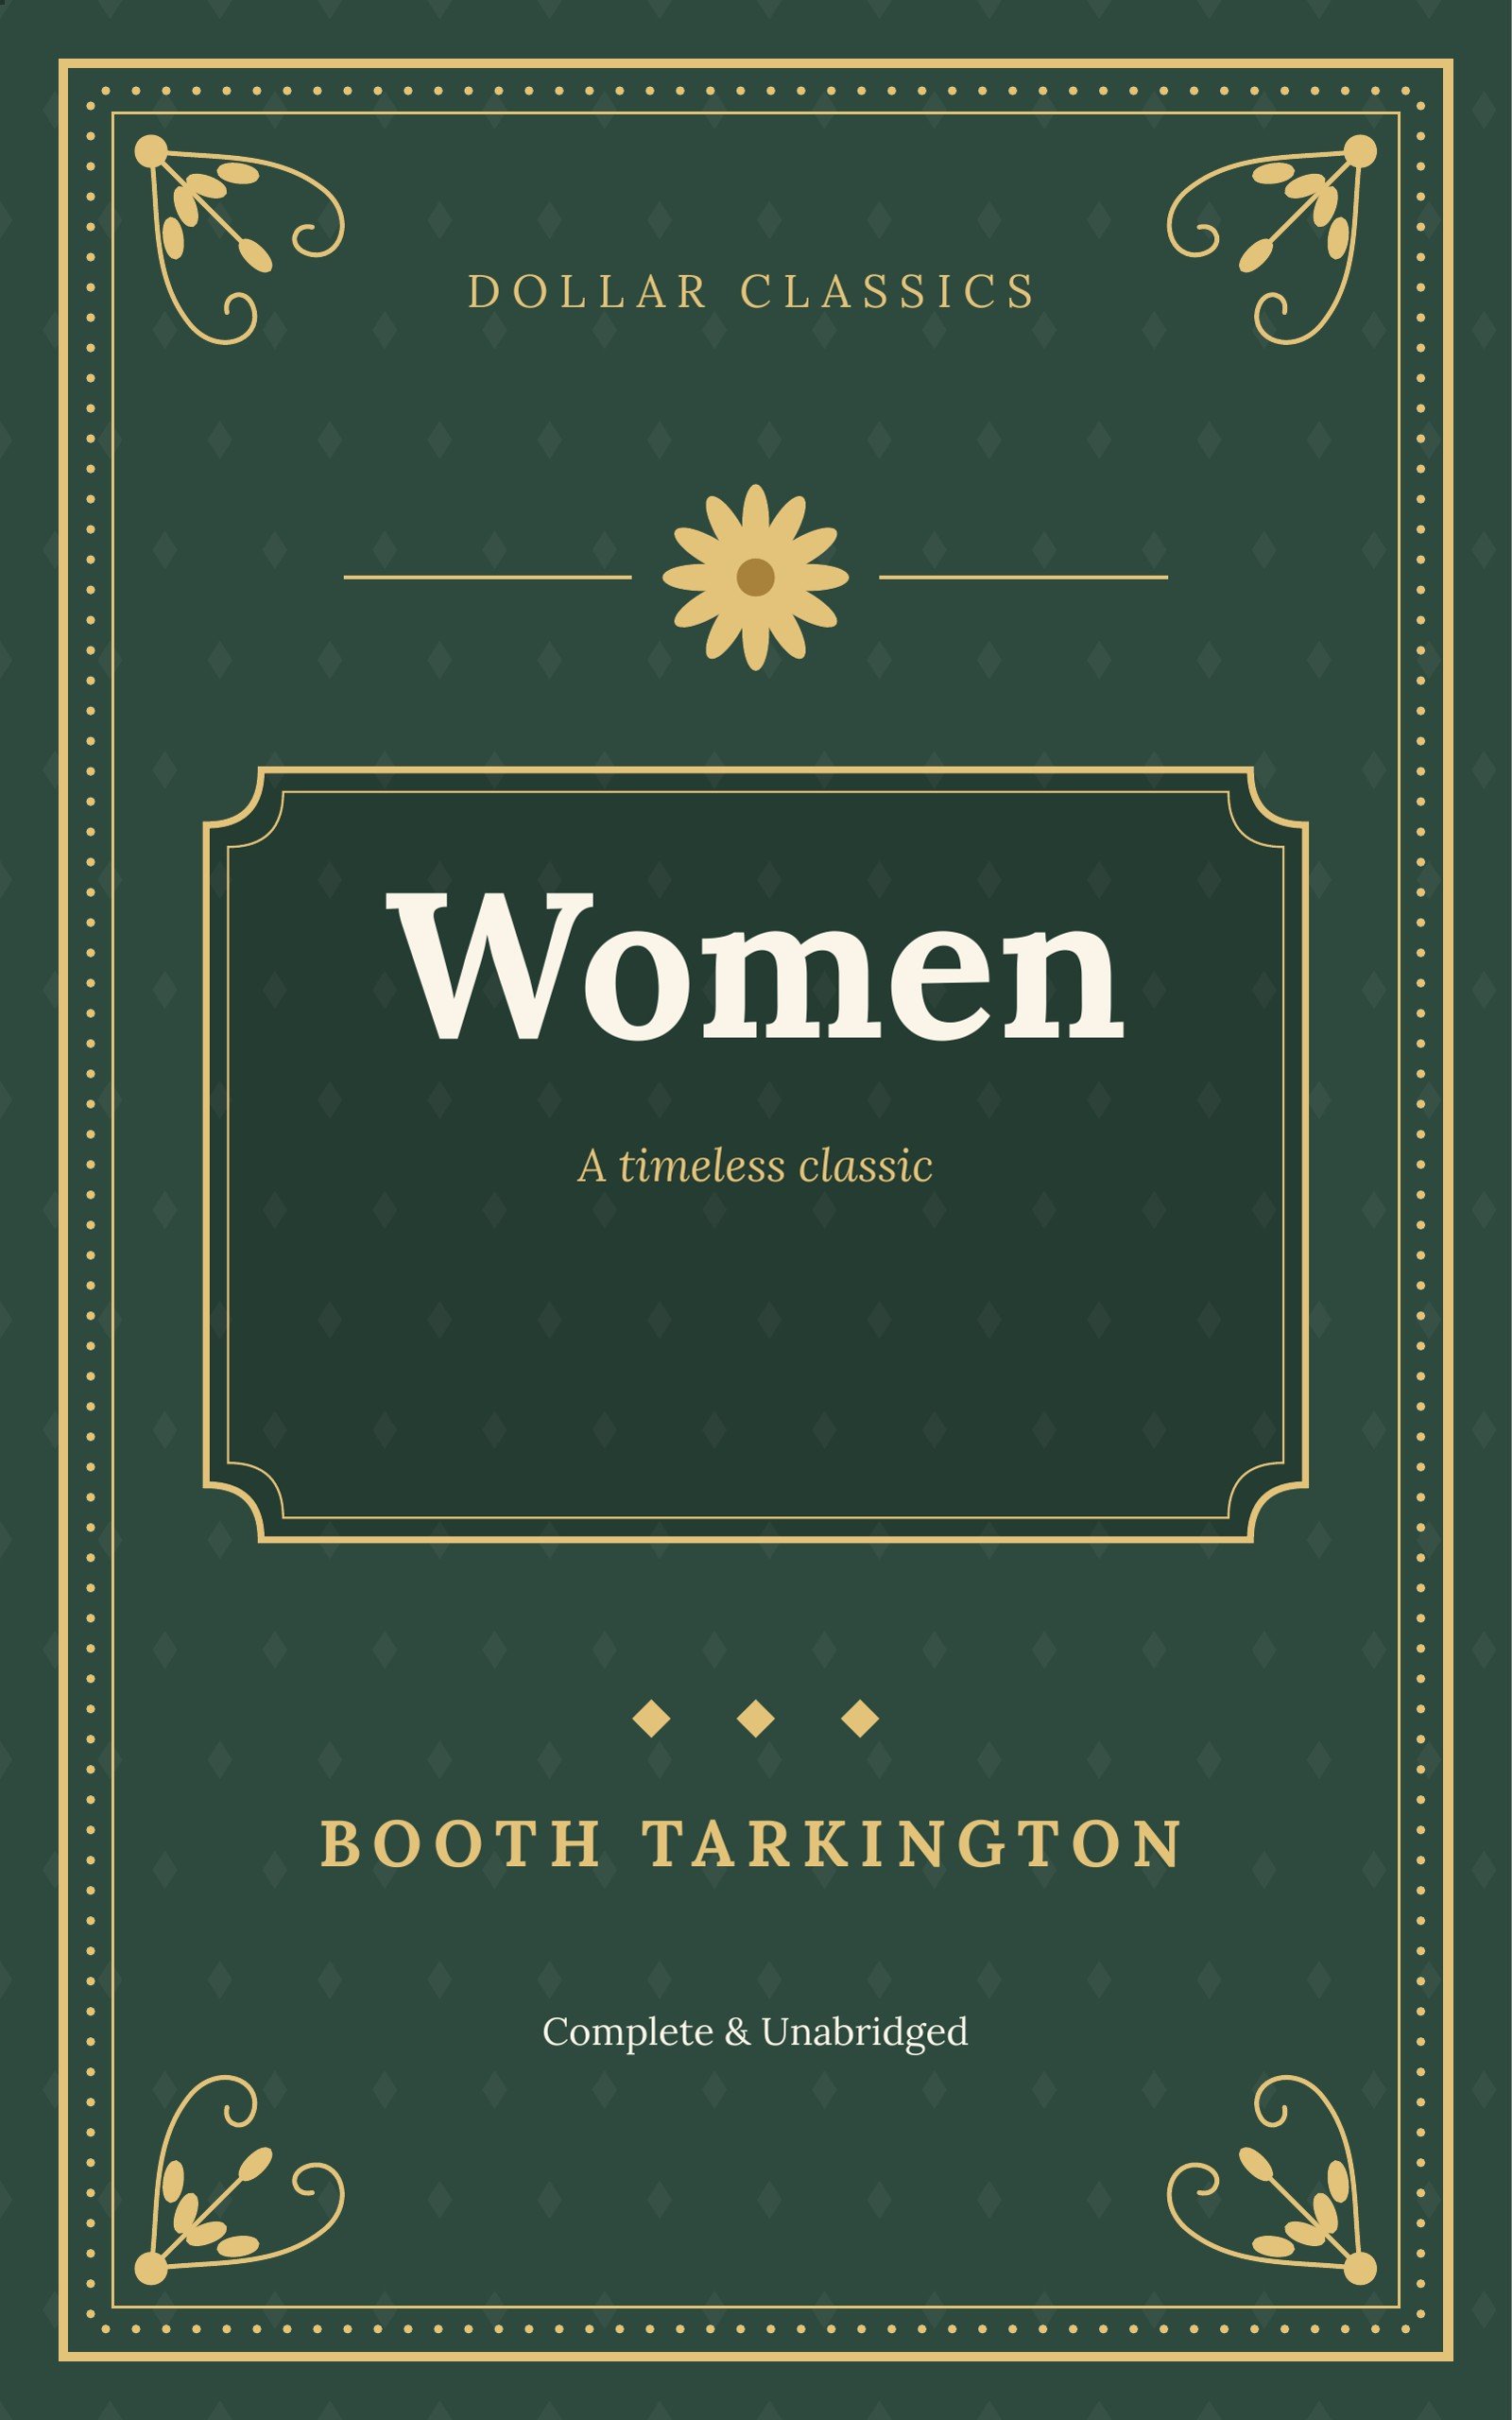 DOLLAR CLASSICS
Women
A timeless classic
BOOTH TARKINGTON
Complete & Unabridged